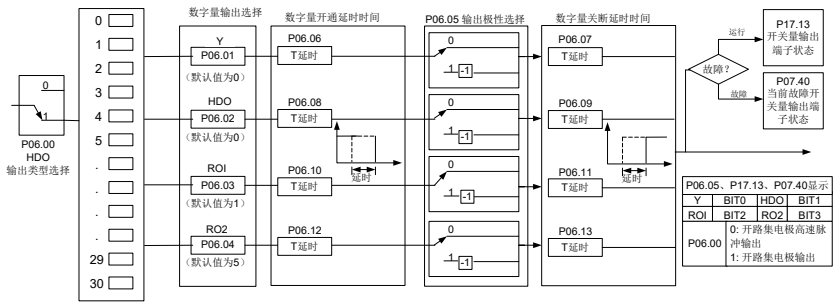 0
1
P06.00
HDO
输出类型选择
0
1
2
3
4
5
.
.
.
.
29
30
数字量输出选择
Y
P06.01
(默认值为0)
HDO
P06.02
(默认值为0)
ROI
P06.03
(默认值为1)
RO2
P06.04
(默认值为5)
数字量开通延时时间
P06.06
T延时
P06.08
T延时
延时
P06.10
T延时
P06.12
T延时
P06.05 输出极性选择
0
1
-1
0
1
-1
0
1
-1
0
1
-1
数字量关断延时时间
P06.07
T延时
P06.09
T延时
延时
P06.11
T延时
P06.13
T延时
故障?
运行
故障
P17.13
开关量输出
端子状态
P07.40
当前故障开
关量输出端
子状态
P06.05、P17.13、P07.40显示
Y BIT0 HDO BIT1
ROI BIT2 RO2 BIT3
P06.00
0: 开路集电极高速脉
冲输出
1: 开路集电极输出